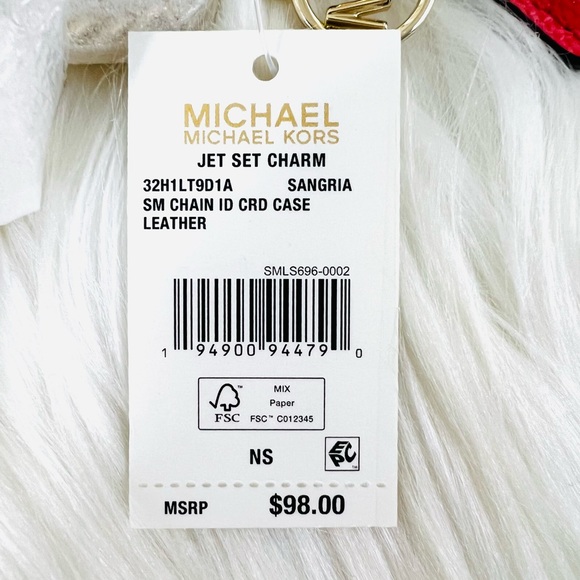 MICHAEL
MICHAEL KORS
JET SET CHARM
32H1LT9D1A SANGRIA
SM CHAIN ID CRD CASE
LEATHER
SMLS696-0002
1 94900 94479 0
FSC
MIX
Paper
FSC™ C012345
NS
EPC
MSRP $98.00